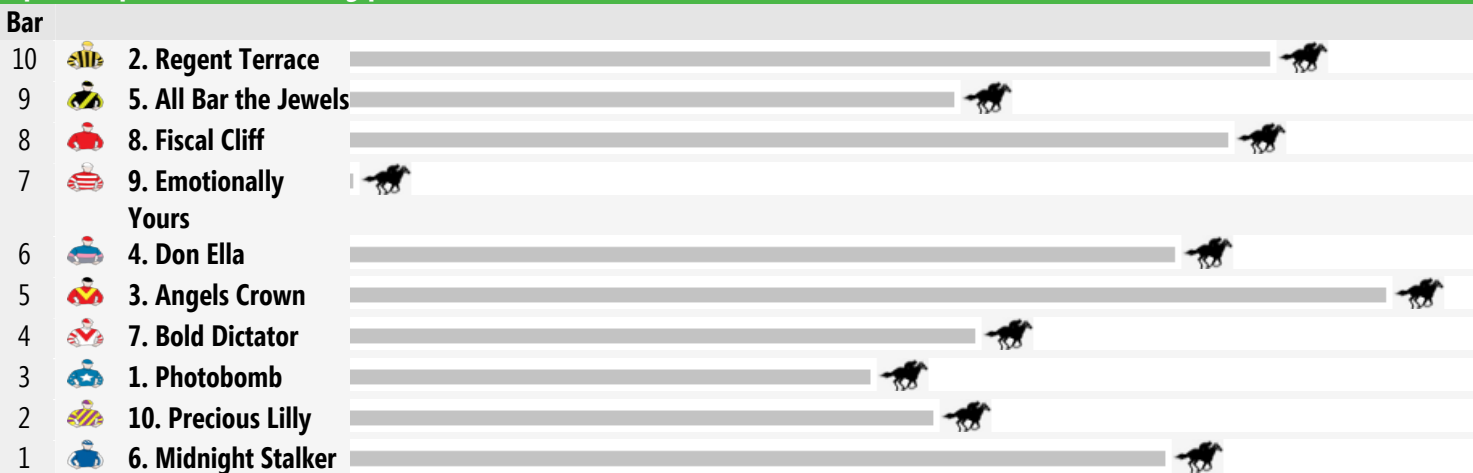 Bar
10 2. Regent Terrace
9 5. All Bar the Jewels
8 8. Fiscal Cliff
7 9. Emotionally
Yours
6 4. Don Ella
5 3. Angels Crown
4 7. Bold Dictator
3 1. Photobomb
2 10. Precious Lilly
1 6. Midnight Stalker